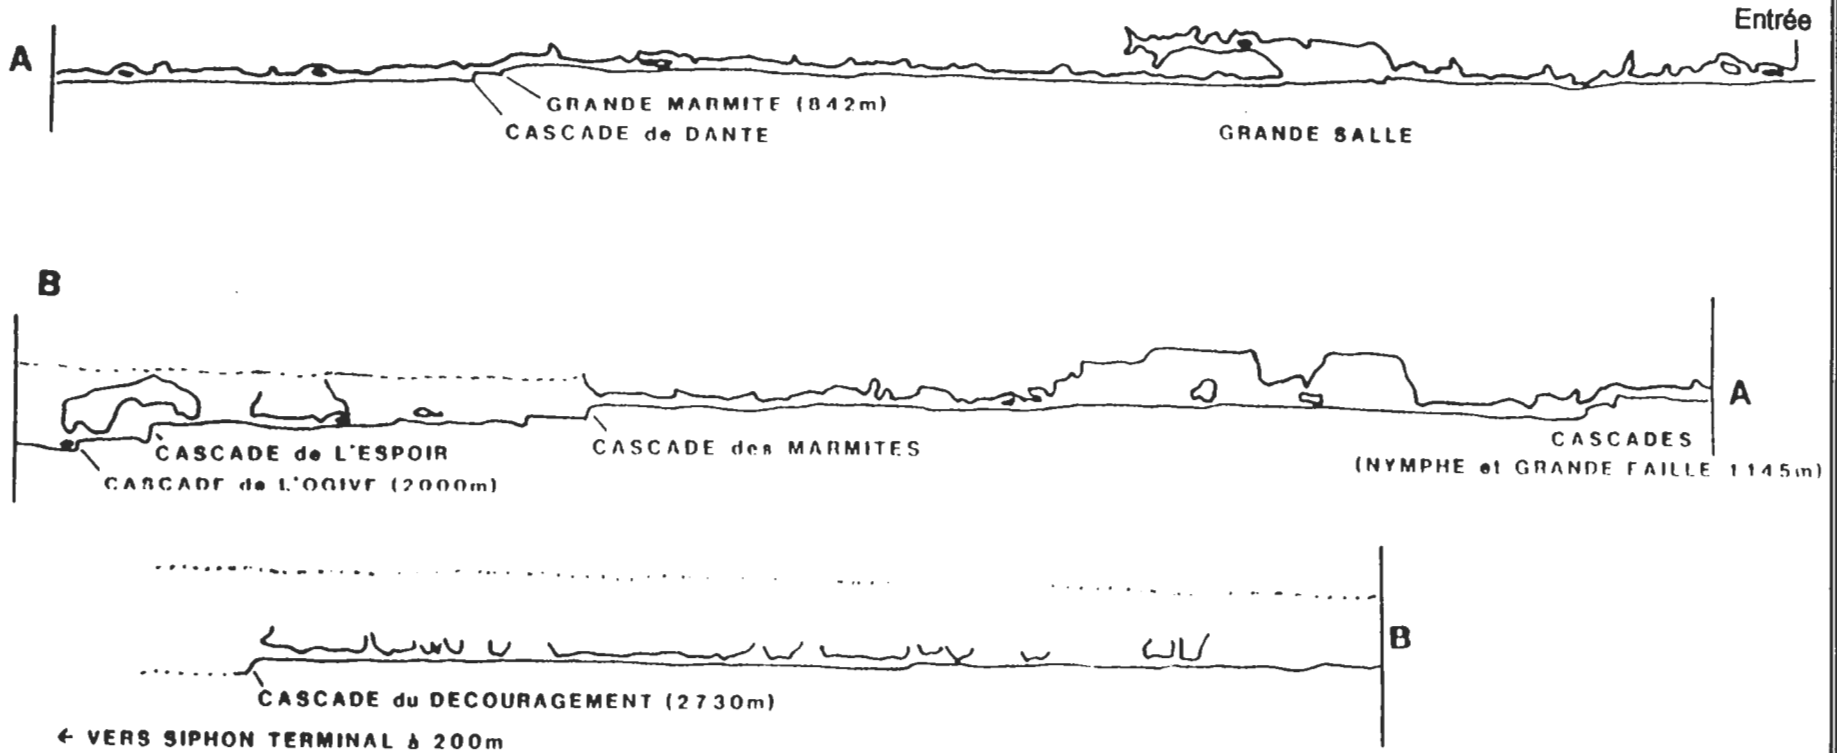 Entrée
A
GRANDE MARMITE (842m)
CASCADE de DANTE
GRANDE SALLE
B
A
CASCADE des MARMITES
CASCADES
(NYMPHE et GRANDE FAILLE 1145m)
CASCADE de L'ESPOIR
CASCADE de L'OGIVE (2000m)
B
CASCADE du DECOURAGEMENT (2730m)
← VERS SIPHON TERMINAL à 200m